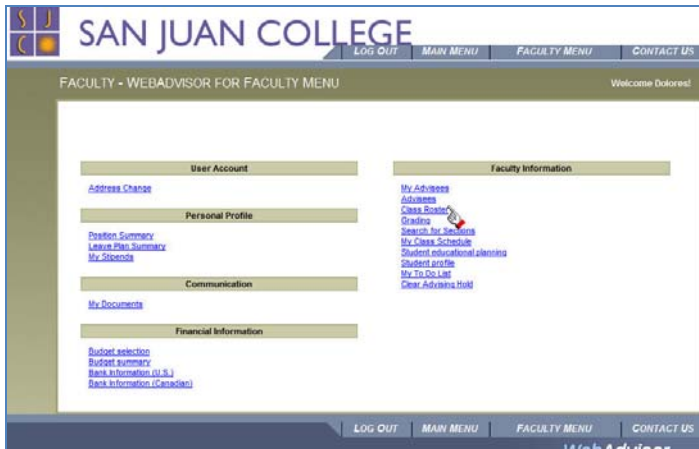 S J
C
SAN JUAN COLLEGE
LOG OUT MAIN MENU FACULTY MENU CONTACT US
FACULTY - WEBADVISOR FOR FACULTY MENU
Welcome Dolores!
User Account
Address Change
Personal Profile
Position Summary
Leave Plan Summary
My Stipends
Communication
My Documents
Financial Information
Budget selection
Budget summary
Bank Information (U.S.)
Bank Information (Canadian)
Faculty Information
My Advisees
Advisees
Class Roster
Grading
Search for Sections
My Class Schedule
Student educational planning
Student profile
My To Do List
Clear Advising Hold
LOG OUT MAIN MENU FACULTY MENU CONTACT US